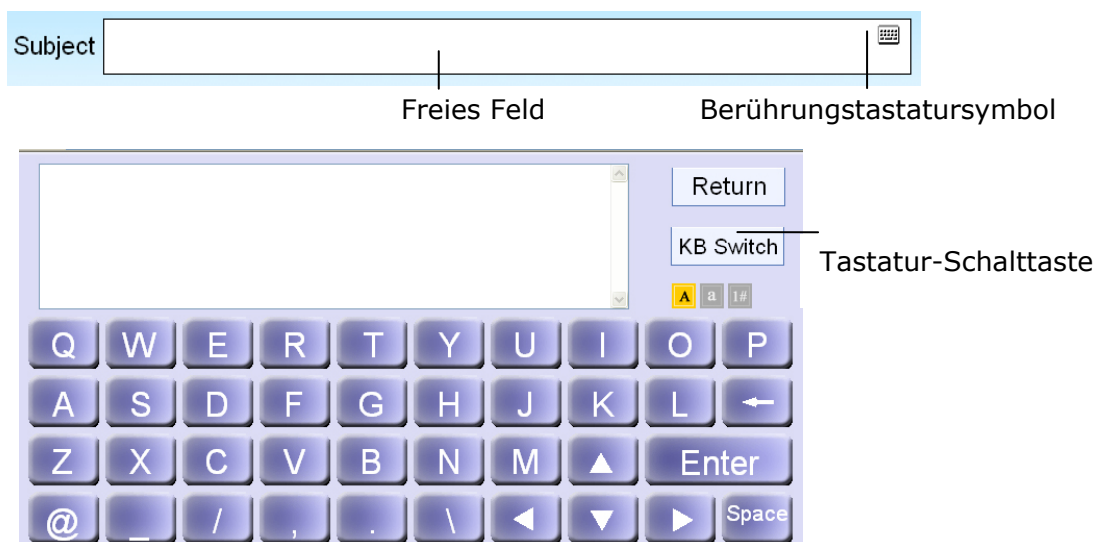 Subject
Freies Feld Berührungstastatursymbol
Return
KB Switch
Tastatur-Schalttaste
A a 1#
Q W E R T Y U I O P
A S D F G H J K L ←
Z X C V B N M ▲ Enter
@ _ / , . \ ◀ ▼ ▶ Space